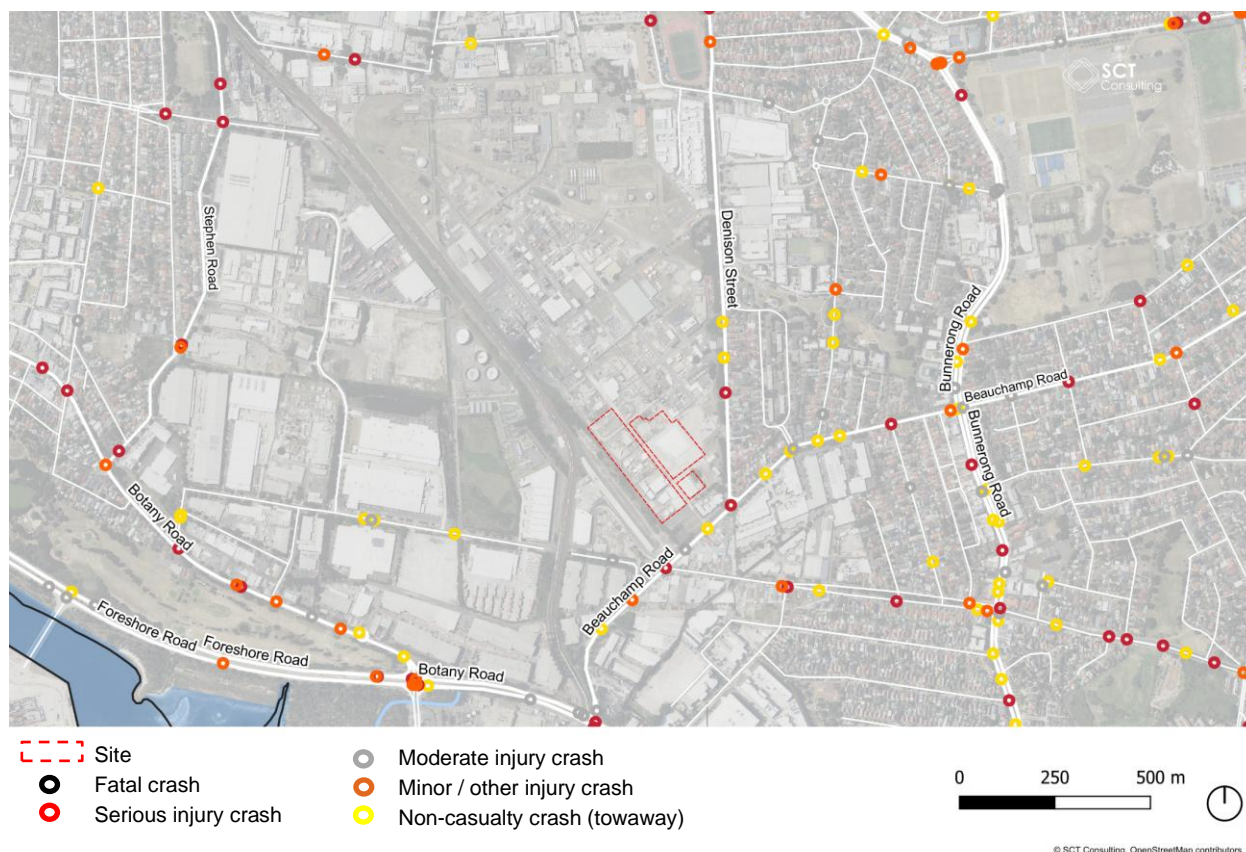 SCT
Consulting
Stephen Road
Denison Street
Bunnerong Road
Beauchamp Road
Bunnerong Road
Botany Road
Beauchamp Road
Foreshore Road
Foreshore Road
Botany Road
Site
Fatal crash
Serious injury crash
Moderate injury crash
Minor / other injury crash
Non-casualty crash (towaway)
0 250 500 m
© SCT Consulting, OpenStreetMap contributors